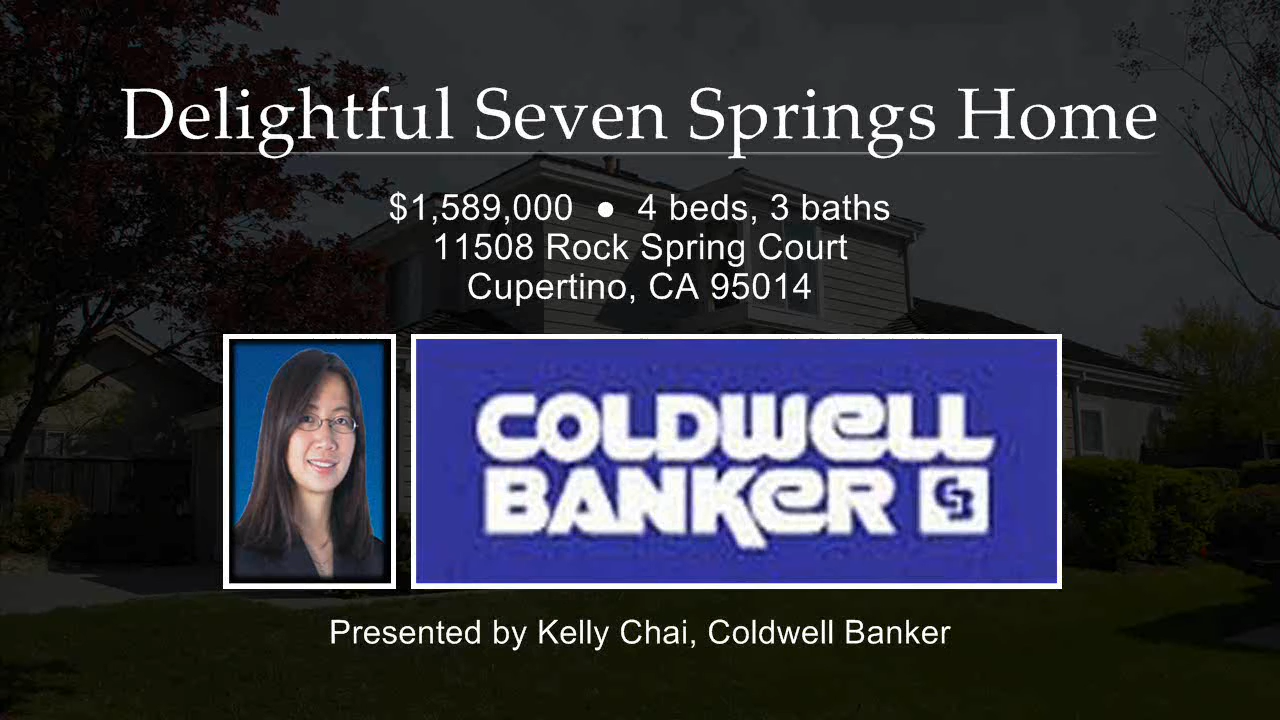 Delightful Seven Springs Home
$1,589,000 ● 4 beds, 3 baths
11508 Rock Spring Court
Cupertino, CA 95014
COLDWELL
BANKER CB
Presented by Kelly Chai, Coldwell Banker